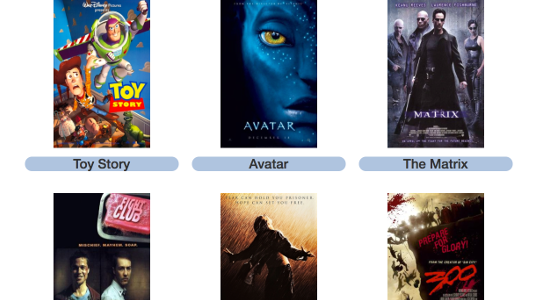 Walt Disney Pictures
presents
TOY
STORY
AVATAR
DECEMBER 18
KEANU REEVES LAURENCE FISHBURNE
THE
MATRIX
Toy Story
Avatar
The Matrix
FIGHT
CLUB
MISCHIEF. MAYHEM. SOAP.
FEAR CAN HOLD YOU PRISONER.
HOPE CAN SET YOU FREE.
PREPARE
FOR
GLORY!
FROM THE CREATOR OF "SIN CITY"
300